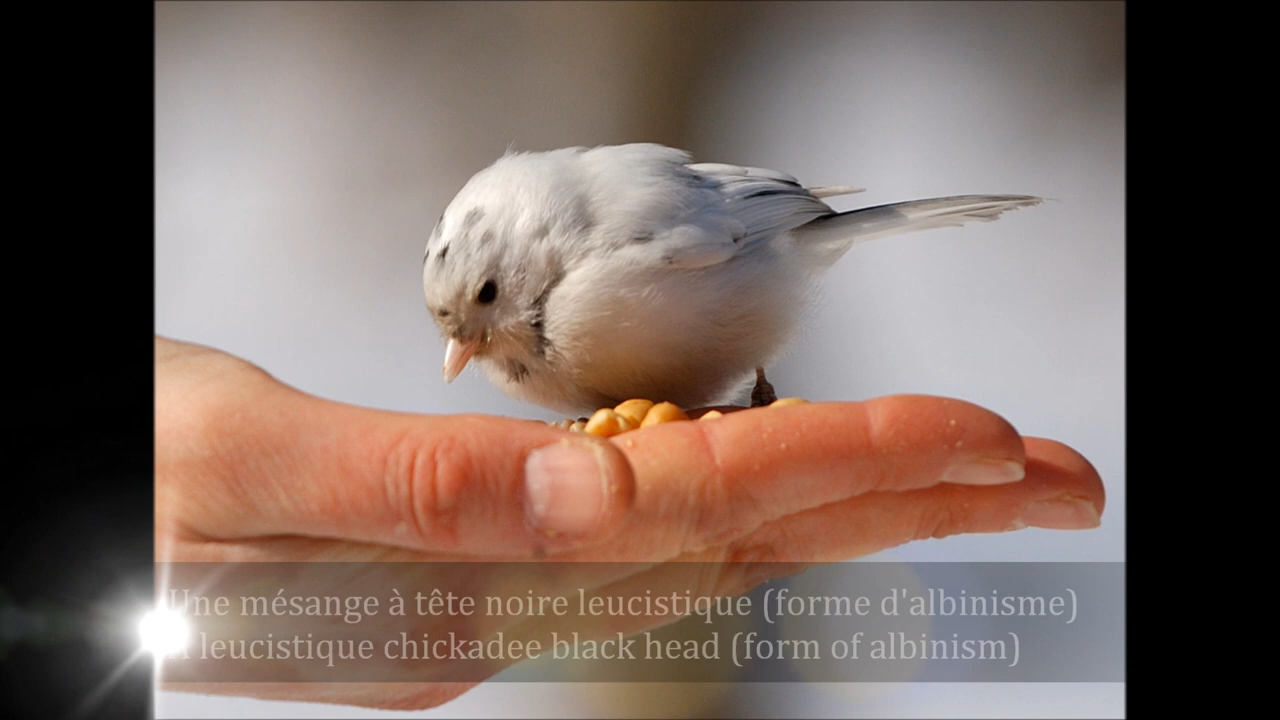 Une mésange à tête noire leucistique (forme d'albinisme)
A leucistique chickadee black head (form of albinism)